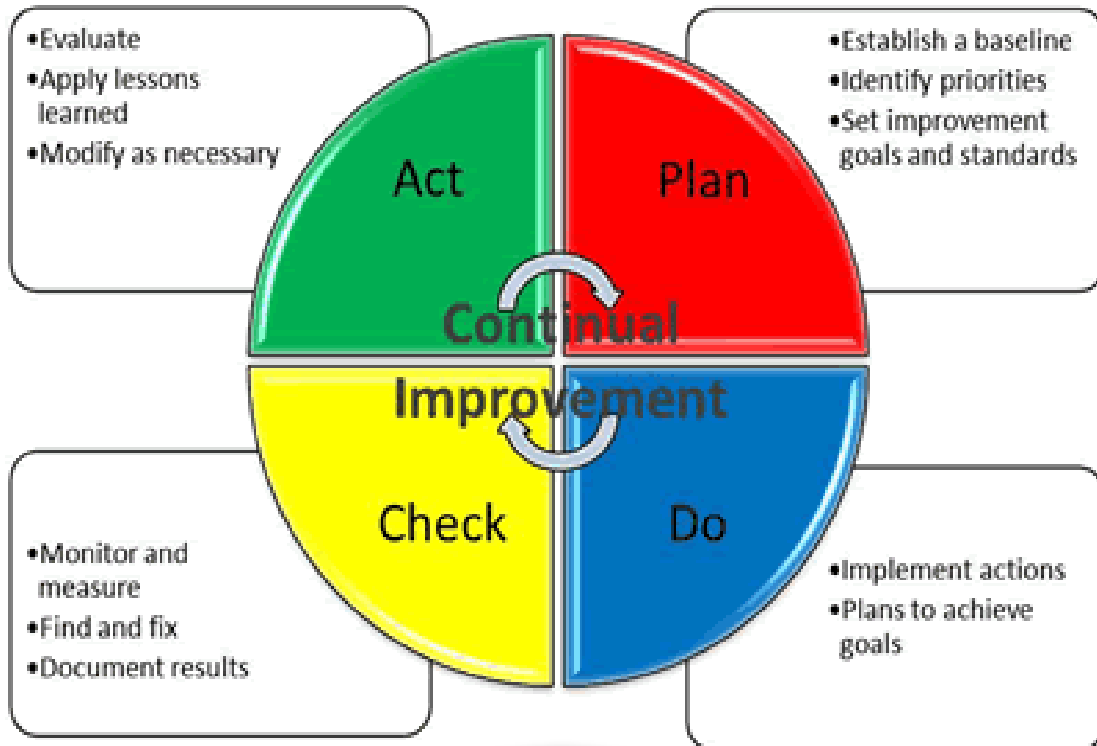 •Evaluate
•Apply lessons
learned
•Modify as necessary
•Establish a baseline
•Identify priorities
•Set improvement
goals and standards
Act
Plan
Continual
Improvement
Check
Do
•Monitor and
measure
•Find and fix
•Document results
•Implement actions
•Plans to achieve
goals